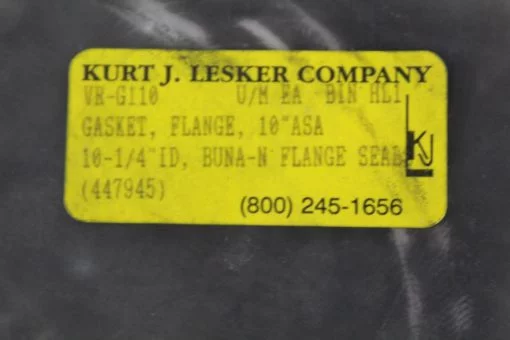 KURT J. LESKER COMPANY
VR-G110 U/M EA BIN HL1
GASKET, FLANGE, 10"ASA
10-1/4"ID, BUNA-N FLANGE SEAL
KJL
(447945)
(800) 245-1656